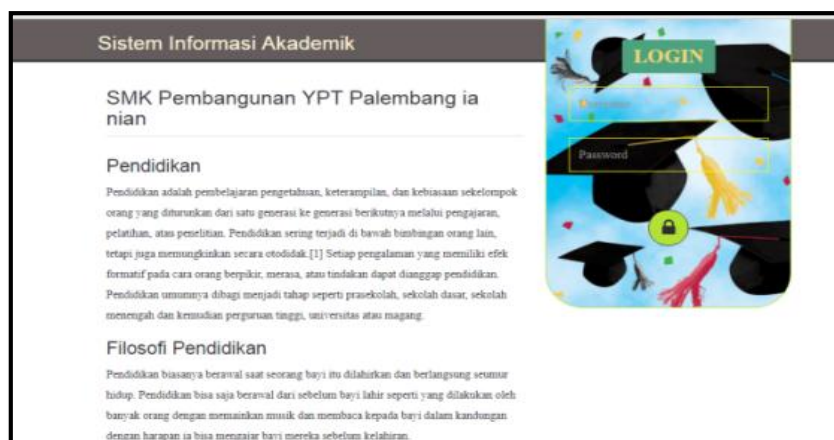 Sistem Informasi Akademik
LOGIN
Password
SMK Pembangunan YPT Palembang ia
nian
Pendidikan
Pendidikan adalah pembelajaran pengetahuan, keterampilan, dan kebiasaan sekelompok
orang yang diturunkan dari satu generasi ke generasi berikutnya melalui pengajaran,
pelatihan, atau penelitian. Pendidikan sering terjadi di bawah bimbingan orang lain,
tetapi juga memungkinkan secara otodidak.[1] Setiap pengalaman yang memiliki efek
formatif pada cara orang berpikir, merasa, atau tindakan dapat dianggap pendidikan.
Pendidikan umumnya dibagi menjadi tahap seperti prasekolah, sekolah dasar, sekolah
menengah dan kemudian perguruan tinggi, universitas atau magang.
Filosofi Pendidikan
Pendidikan biasanya berawal saat seorang bayi itu dilahirkan dan berlangsung seumur
hidup. Pendidikan bisa saja berawal dari sebelum bayi lahir seperti yang dilakukan oleh
banyak orang dengan memainkan musik dan membaca kepada bayi dalam kandungan
dengan harapan ia bisa mengajar bayi mereka sebelum kelahiran.